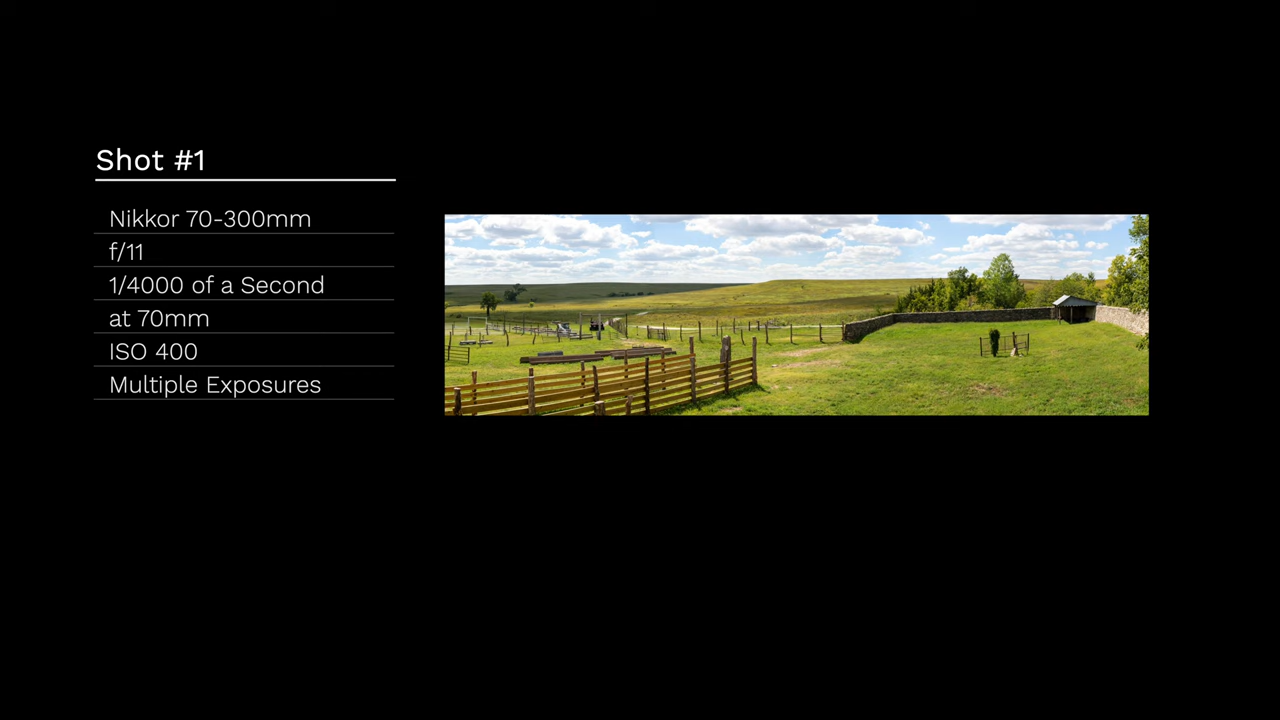 Shot #1
Nikkor 70-300mm
f/11
1/4000 of a Second
at 70mm
ISO 400
Multiple Exposures